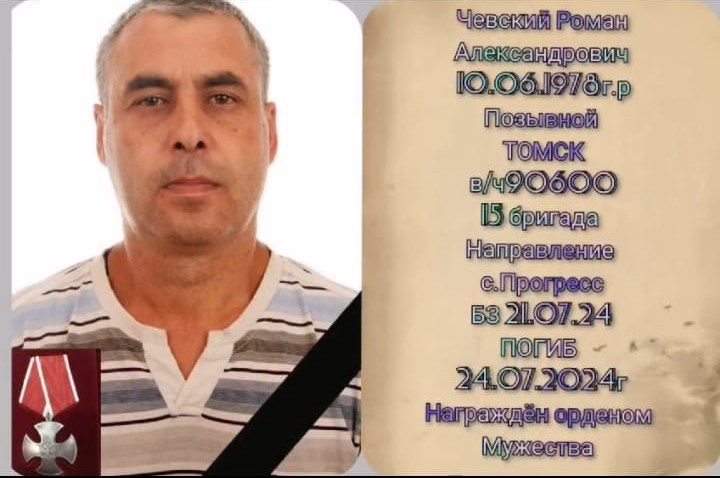 Чевский Роман
Александрович
10.06.1978г.р
Позывной
ТОМСК
в/ч90600
15 бригада
Направление
с.Прогресс
БЗ 21.07.24
ПОГИБ
24.07.2024г
Награждён орденом
Мужества